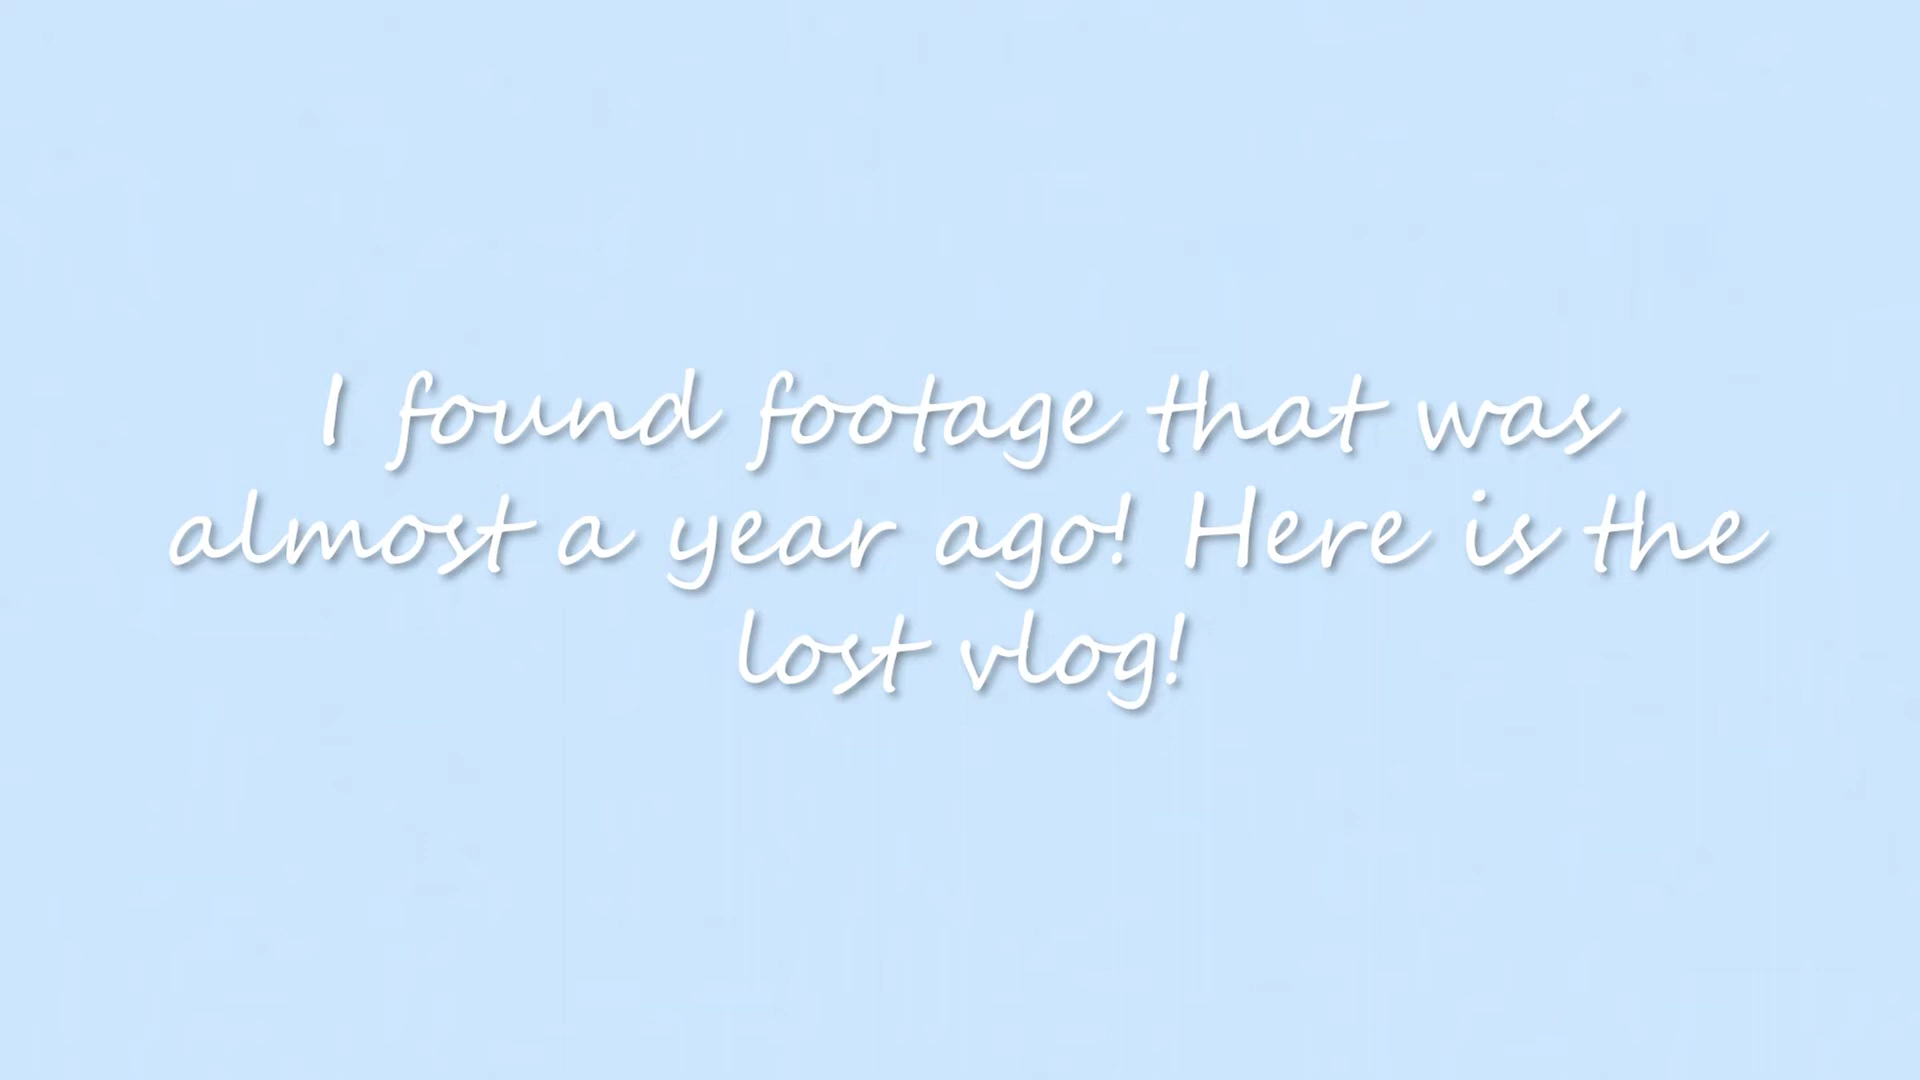 I found footage that was
almost a year ago! Here is the
lost vlog!